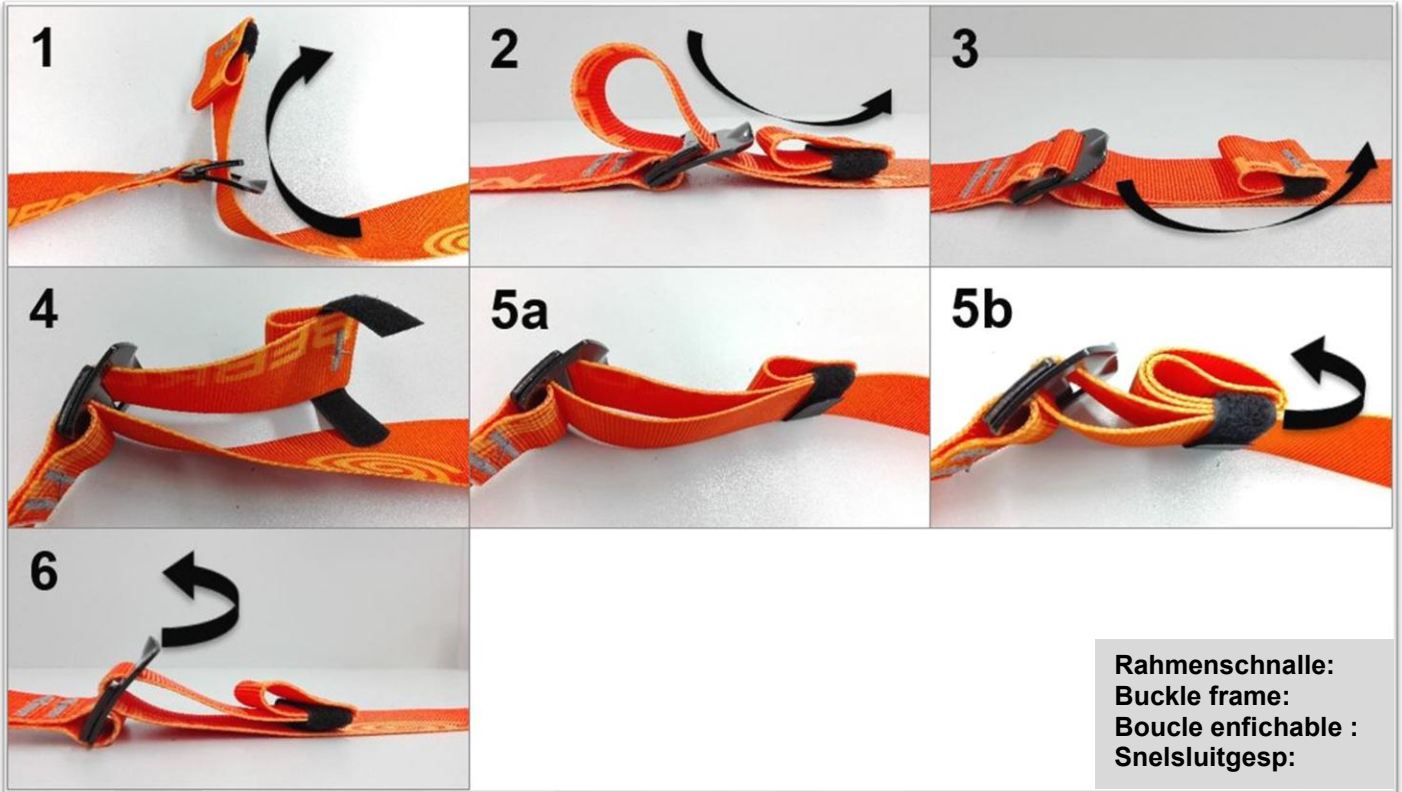 1
2
3
4
5a
5b
6
Rahmenschnalle:
Buckle frame:
Boucle enfichable :
Snelsluitgesp: